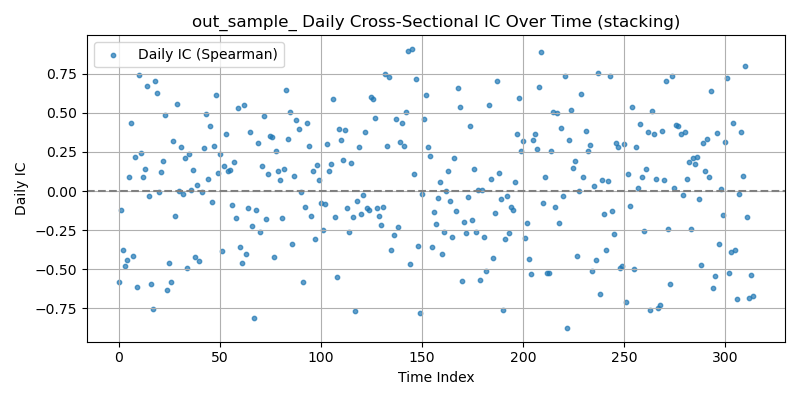 out_sample_ Daily Cross-Sectional IC Over Time (stacking)
Daily IC (Spearman)
Daily IC
0.75
0.50
0.25
0.00
−0.25
−0.50
−0.75
0 50 100 150 200 250 300
Time Index